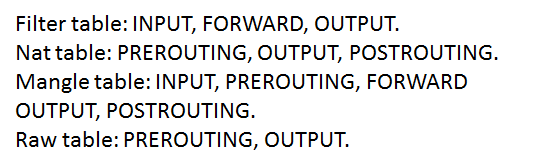 Filter table: INPUT, FORWARD, OUTPUT.
Nat table: PREROUTING, OUTPUT, POSTROUTING.
Mangle table: INPUT, PREROUTING, FORWARD
OUTPUT, POSTROUTING.
Raw table: PREROUTING, OUTPUT.